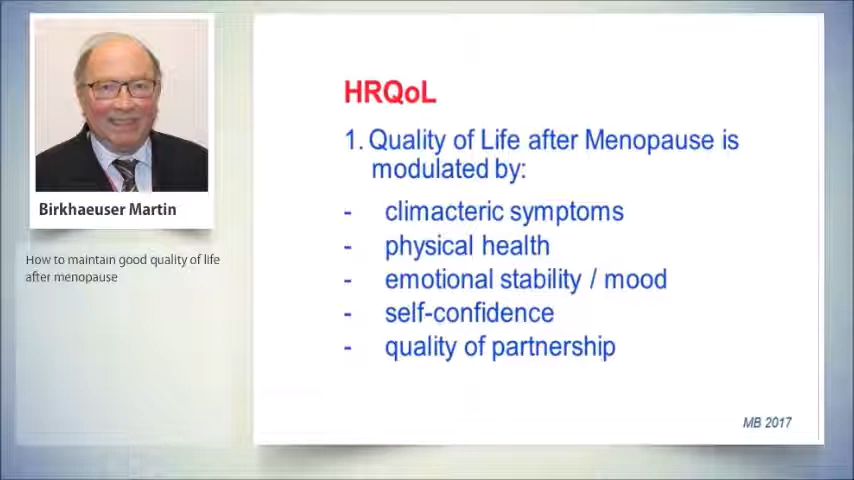 Birkhaeuser Martin
How to maintain good quality of life
after menopause
HRQoL
1. Quality of Life after Menopause is
modulated by:
- climacteric symptoms
- physical health
- emotional stability / mood
- self-confidence
- quality of partnership
MB 2017